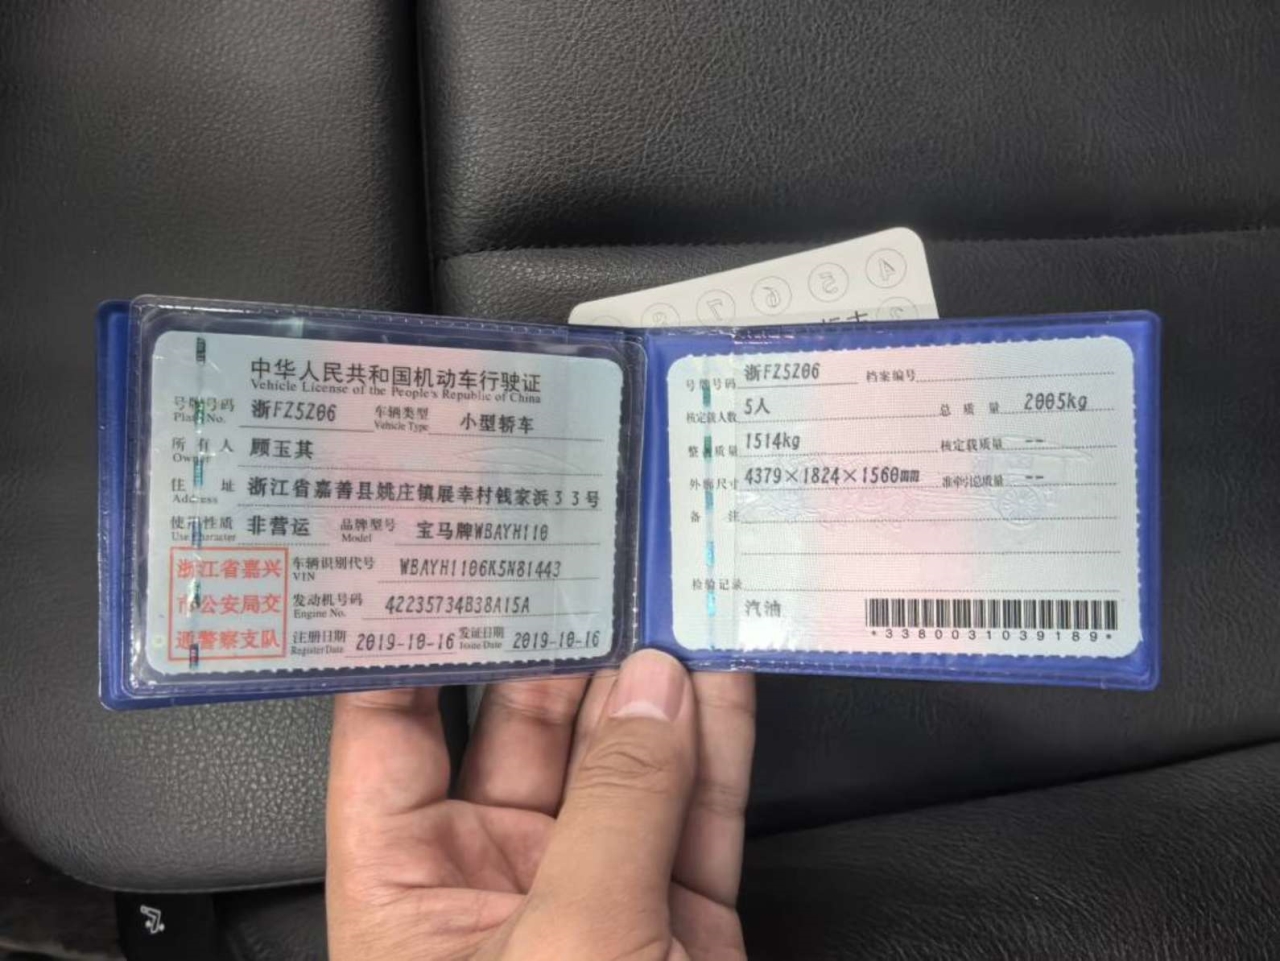 中华人民共和国机动车行驶证
Vehicle License of the People's Republic of China
号牌号码 浙FZ5Z06 车辆类型 小型轿车
Plate No. Vehicle Type
所有人 顾玉其
Owner
住址 浙江省嘉善县姚庄镇展幸村钱家浜33号
Address
使用性质 非营运 品牌型号 宝马牌WBAYH110
Use Character Model
浙江省嘉兴
市公安局交
通警察支队
车辆识别代号 WBAYH1106K5N81443
VIN
发动机号码 42235734B38A15A
Engine No.
注册日期 2019-10-16 发证日期 2019-10-16
Register Date Issue Date
号牌号码 浙FZ5Z06 档案编号
核定载人数 5人 总质量 2005kg
整备质量 1514kg 核定载质量 --
外廓尺寸 4379×1824×1560mm 准牵引总质量 --
备注
检验记录
汽油
*3380031039189*
4
5
6
7
8